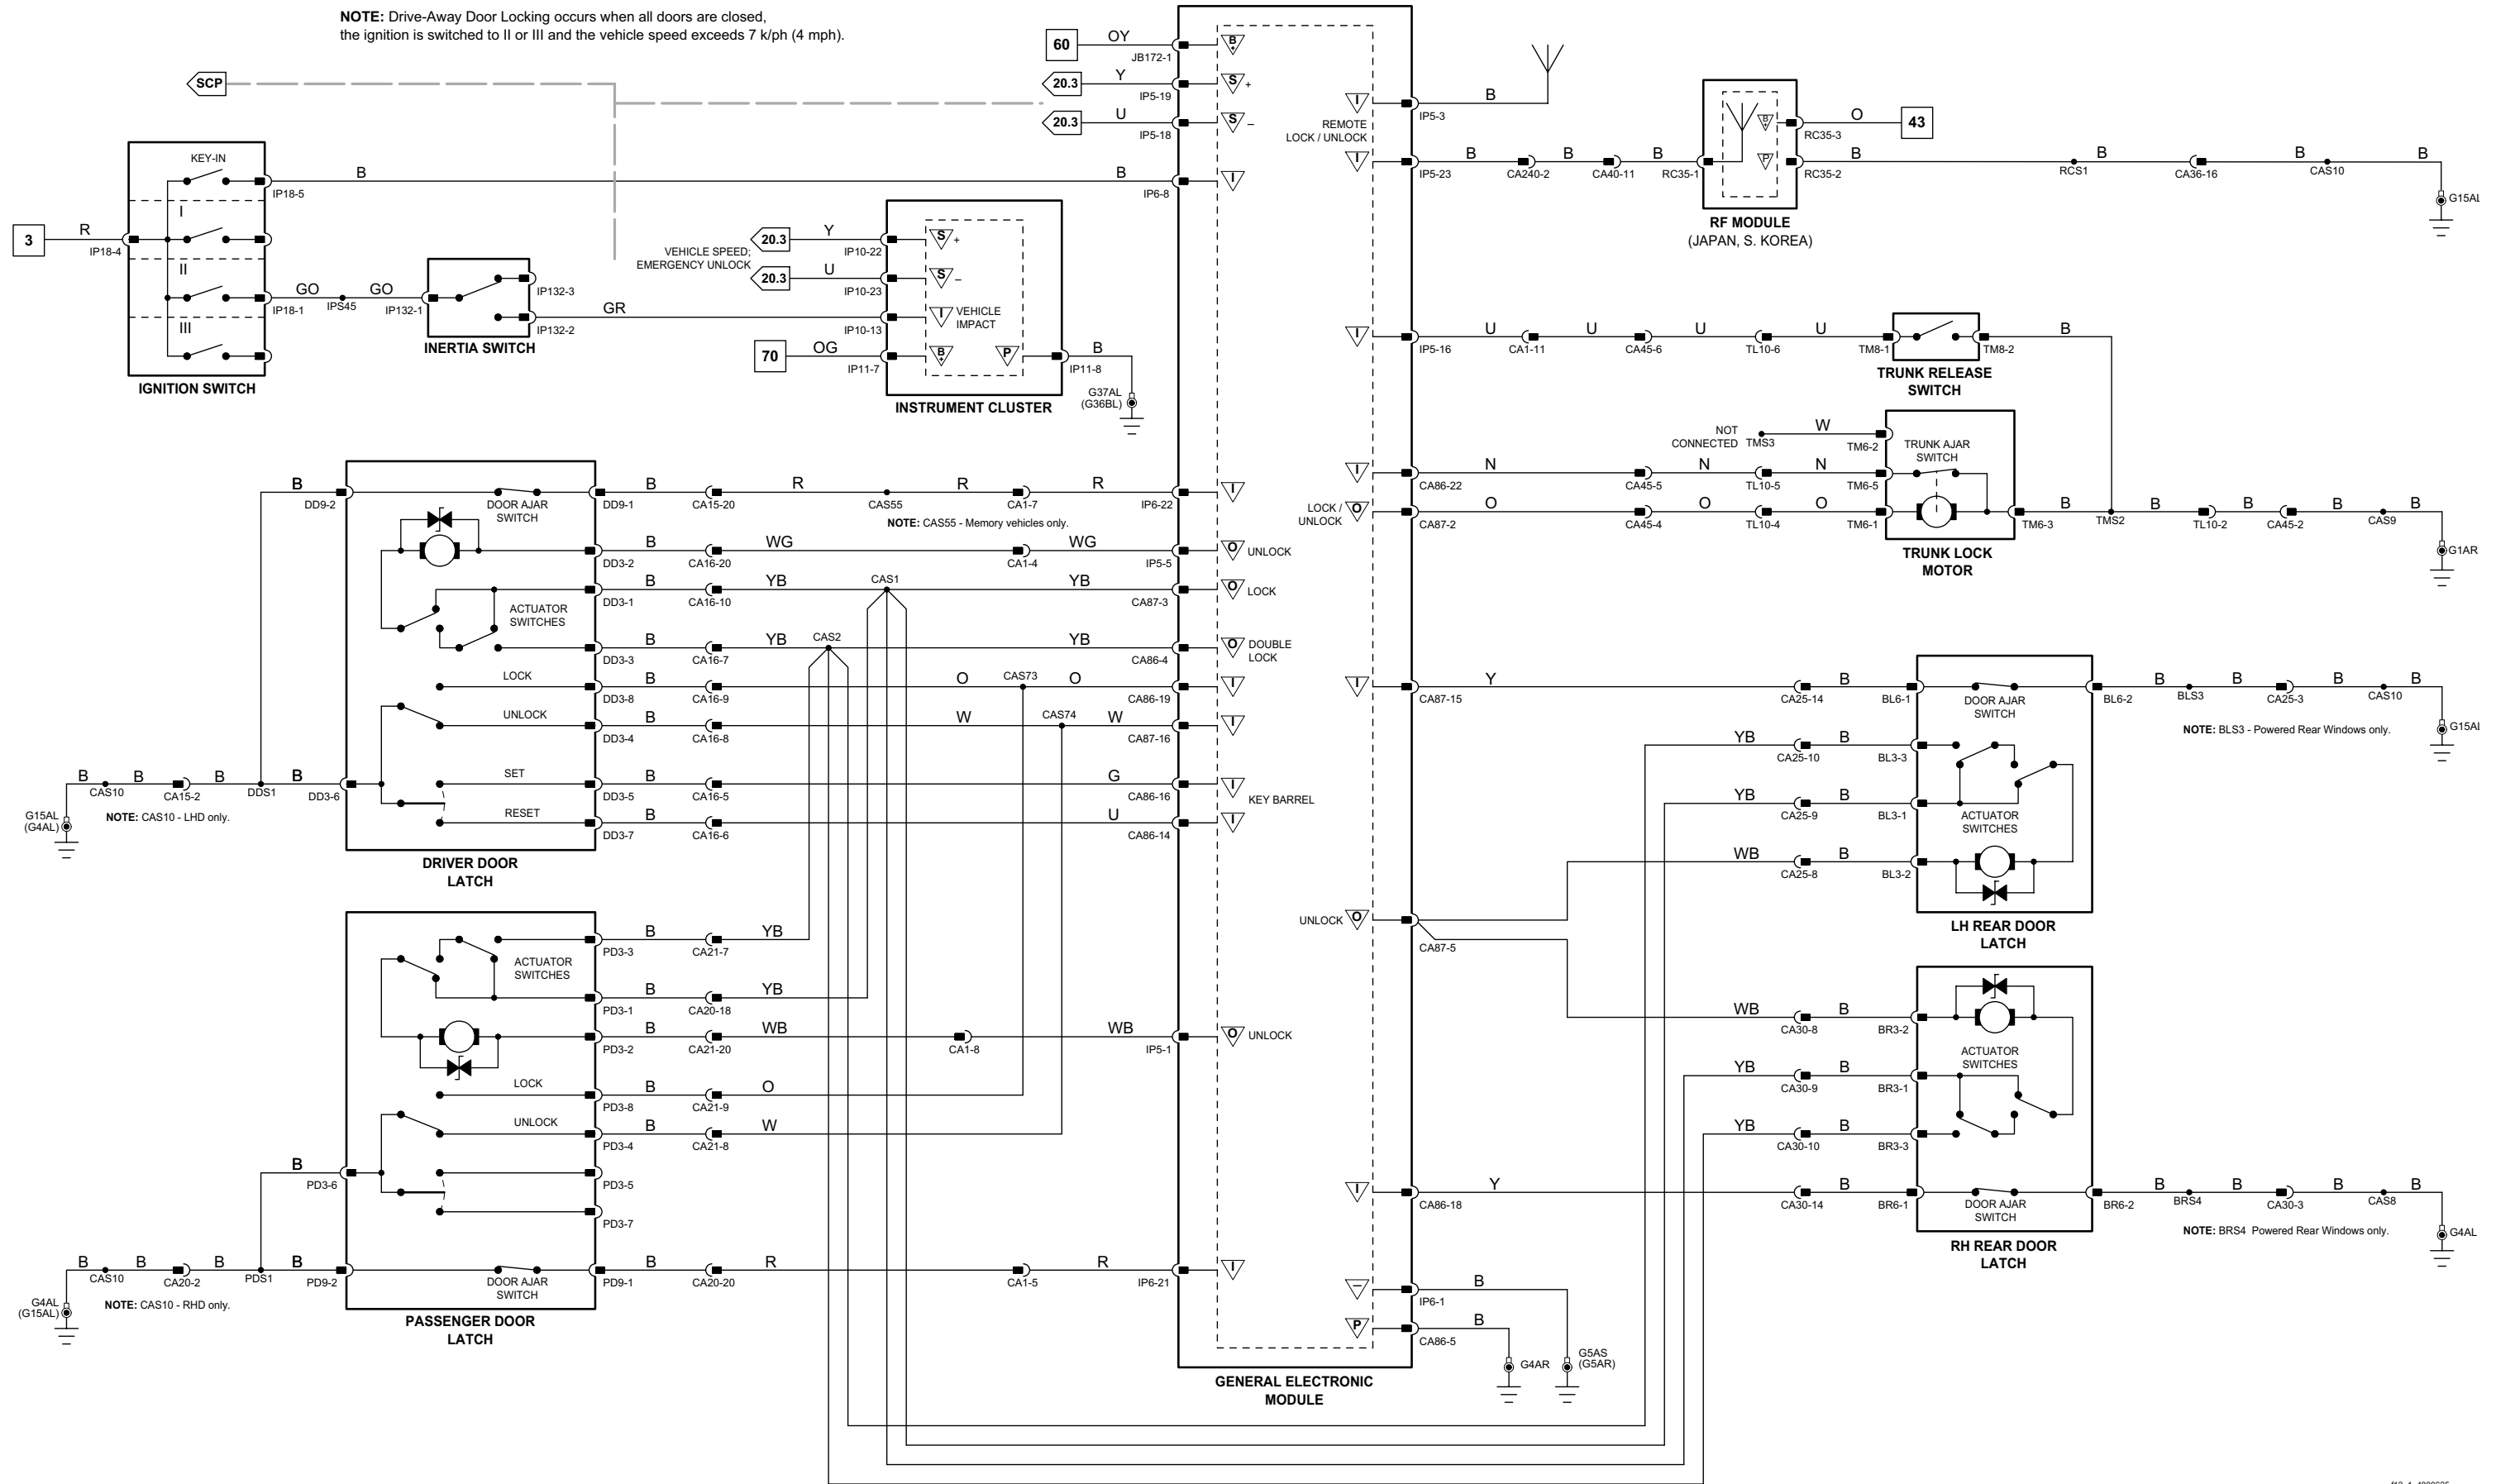 NOTE: Drive-Away Door Locking occurs when all doors are closed,
the ignition is switched to II or III and the vehicle speed exceeds 7 k/ph (4 mph).
SCP
KEY-IN
I
II
III
3
R
IP18-4
IP18-5
B
B
IP6-8
IP18-1
GO
IPS45
GO
IP132-1
IP132-3
IP132-2
GR
IGNITION SWITCH
INERTIA SWITCH
VEHICLE SPEED;
EMERGENCY UNLOCK
20.3
Y
IP10-22
S +
20.3
U
IP10-23
S –
IP10-13
I
VEHICLE
IMPACT
70
OG
IP11-7
B+
P
B
IP11-8
G37AL
(G36BL)
INSTRUMENT CLUSTER
60
OY
JB172-1
B+
20.3
Y
IP5-19
S +
20.3
U
IP5-18
S –
I
I
REMOTE
LOCK / UNLOCK
I
IP5-3
B
IP5-23
B
CA240-2
B
CA40-11
B
RC35-1
B+
P
RC35-3
O
43
RC35-2
B
RCS1
B
CA36-16
B
CAS10
B
G15AL
RF MODULE
(JAPAN, S. KOREA)
I
IP5-16
U
CA1-11
U
CA45-6
U
TL10-6
U
TM8-1
TM8-2
B
TRUNK RELEASE
SWITCH
NOT
CONNECTED
TMS3
W
TM6-2
TRUNK AJAR
SWITCH
I
CA86-22
N
CA45-5
N
TL10-5
N
TM6-5
LOCK /
UNLOCK
O
CA87-2
O
CA45-4
O
TL10-4
O
TM6-1
TM6-3
B
TMS2
B
TL10-2
B
CA45-2
B
CAS9
B
G1AR
TRUNK LOCK
MOTOR
B
DD9-2
DOOR AJAR
SWITCH
DD9-1
B
CA15-20
R
CAS55
R
CA1-7
R
IP6-22
I
NOTE: CAS55 - Memory vehicles only.
DD3-2
B
CA16-20
WG
CA1-4
WG
IP5-5
O
UNLOCK
DD3-1
B
CA16-10
YB
CAS1
YB
CA87-3
O
LOCK
ACTUATOR
SWITCHES
DD3-3
B
CA16-7
YB
CAS2
YB
CA86-4
O
DOUBLE
LOCK
LOCK
DD3-8
B
CA16-9
O
CAS73
O
CA86-19
I
UNLOCK
DD3-4
B
CA16-8
W
CAS74
W
CA87-16
I
SET
DD3-5
B
CA16-5
G
CA86-16
I
KEY BARREL
RESET
DD3-7
B
CA16-6
U
CA86-14
I
B
CAS10
B
CA15-2
B
DDS1
B
DD3-6
G15AL
(G4AL)
NOTE: CAS10 - LHD only.
DRIVER DOOR
LATCH
PD3-3
B
CA21-7
YB
ACTUATOR
SWITCHES
PD3-1
B
CA20-18
YB
PD3-2
B
CA21-20
WB
CA1-8
WB
IP5-1
O
UNLOCK
LOCK
PD3-8
B
CA21-9
O
UNLOCK
PD3-4
B
CA21-8
W
B
PD3-6
PD3-5
PD3-7
B
CAS10
B
CA20-2
B
PDS1
B
PD9-2
DOOR AJAR
SWITCH
PD9-1
B
CA20-20
R
CA1-5
R
IP6-21
I
G4AL
(G15AL)
NOTE: CAS10 - RHD only.
PASSENGER DOOR
LATCH
I
CA87-15
Y
CA25-14
B
BL6-1
DOOR AJAR
SWITCH
BL6-2
B
BLS3
B
CA25-3
B
CAS10
B
NOTE: BLS3 - Powered Rear Windows only.
YB
CA25-10
B
BL3-3
YB
CA25-9
B
BL3-1
ACTUATOR
SWITCHES
WB
CA25-8
B
BL3-2
LH REAR DOOR
LATCH
UNLOCK
O
CA87-5
WB
CA30-8
B
BR3-2
ACTUATOR
SWITCHES
YB
CA30-9
B
BR3-1
YB
CA30-10
B
BR3-3
I
CA86-18
Y
CA30-14
B
BR6-1
DOOR AJAR
SWITCH
BR6-2
B
BRS4
B
CA30-3
B
CAS8
B
G4AL
NOTE: BRS4 Powered Rear Windows only.
RH REAR DOOR
LATCH
–
IP6-1
B
P
CA86-5
B
G4AR
G5AS
(G5AR)
GENERAL ELECTRONIC
MODULE